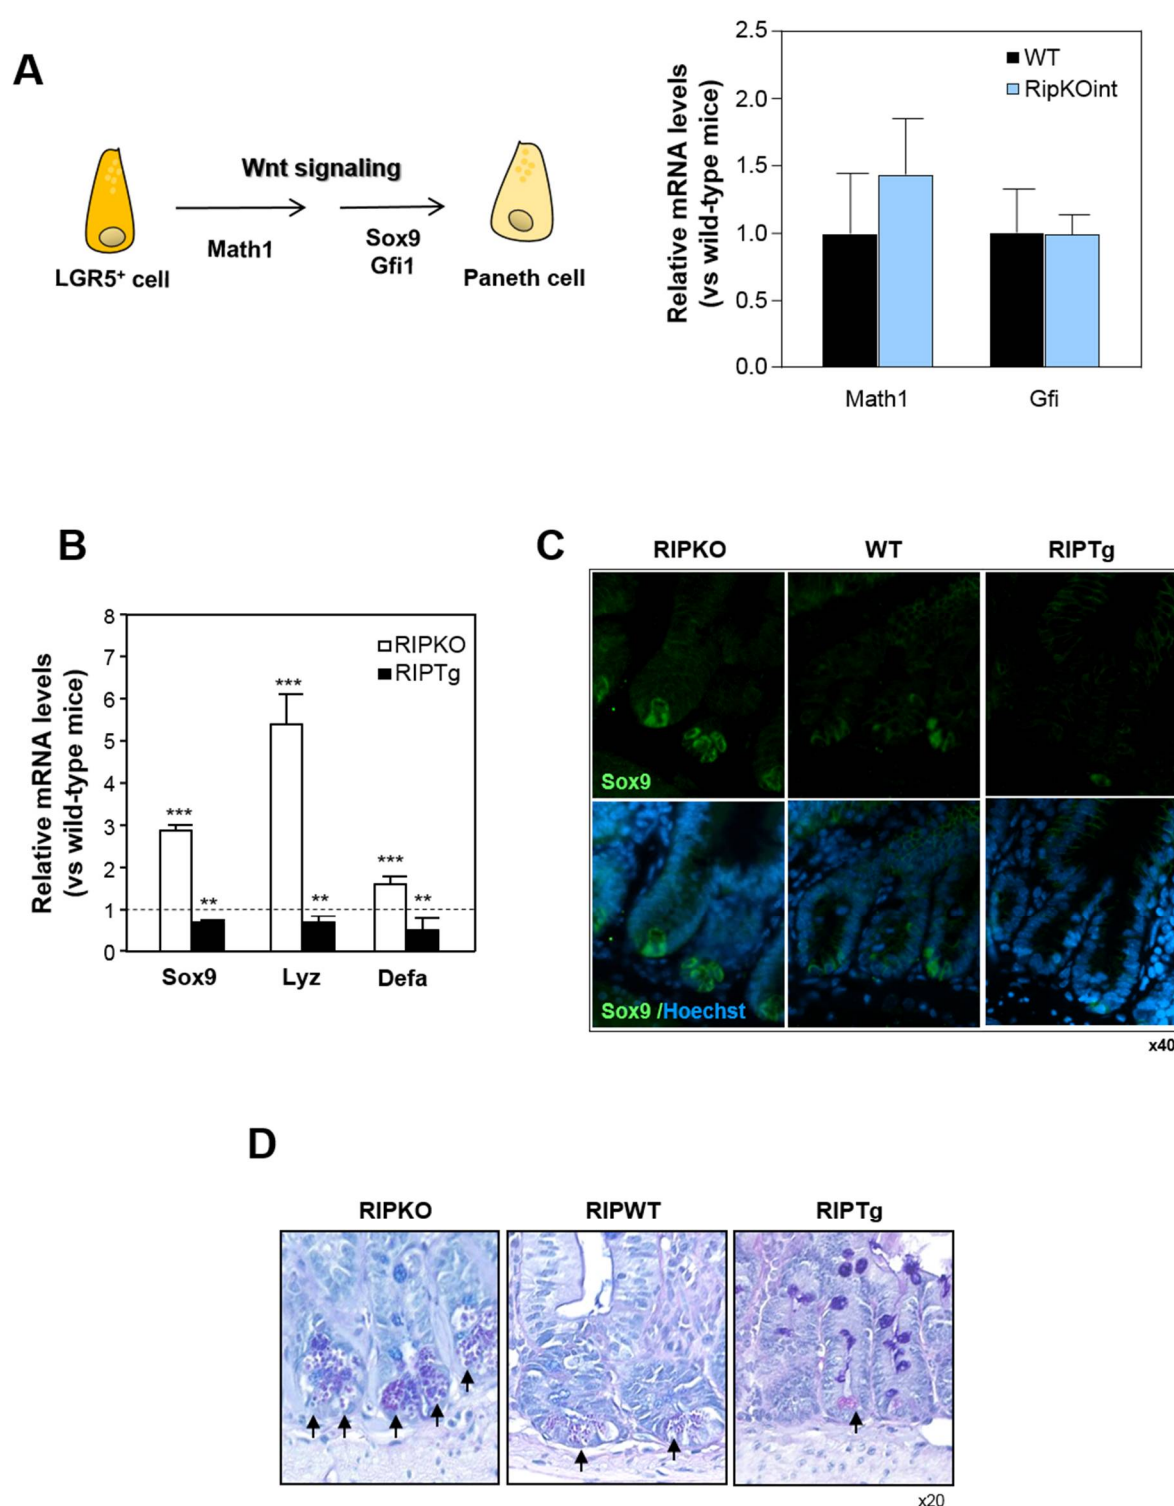 A
Wnt signaling
Math1
Sox9
Gfi1
LGR5+ cell
Paneth cell
Relative mRNA levels
(vs wild-type mice)
2.5
2.0
1.5
1.0
0.5
0.0
WT
RipKOint
Math1
Gfi
B
Relative mRNA levels
(vs wild-type mice)
8
7
6
5
4
3
2
1
0
RIPKO
RIPTg
***
**
***
**
***
**
Sox9
Lyz
Defa
C
RIPKO
WT
RIPTg
Sox9
Sox9 /Hoechst
x40
D
RIPKO
RIPWT
RIPTg
x20